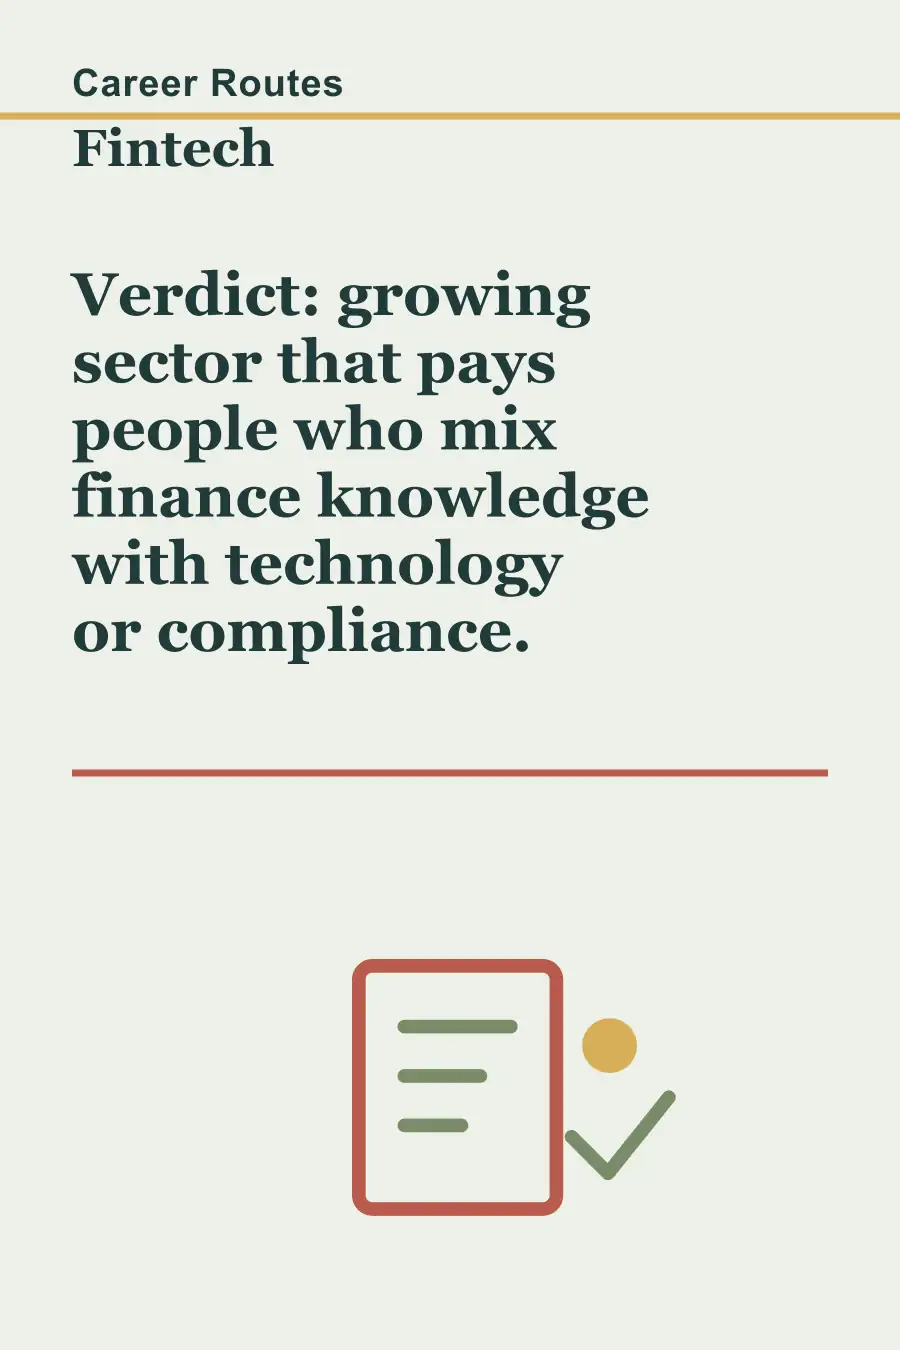 Career Routes
Fintech
Verdict: growing
sector that pays
people who mix
finance knowledge
with technology
or compliance.